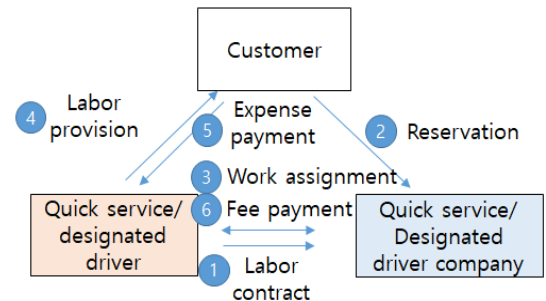 Customer
4 Labor
provision
5 Expense
payment
2 Reservation
3 Work assignment
6 Fee payment
Quick service/
designated
driver
Quick service/
Designated
driver company
1 Labor
contract